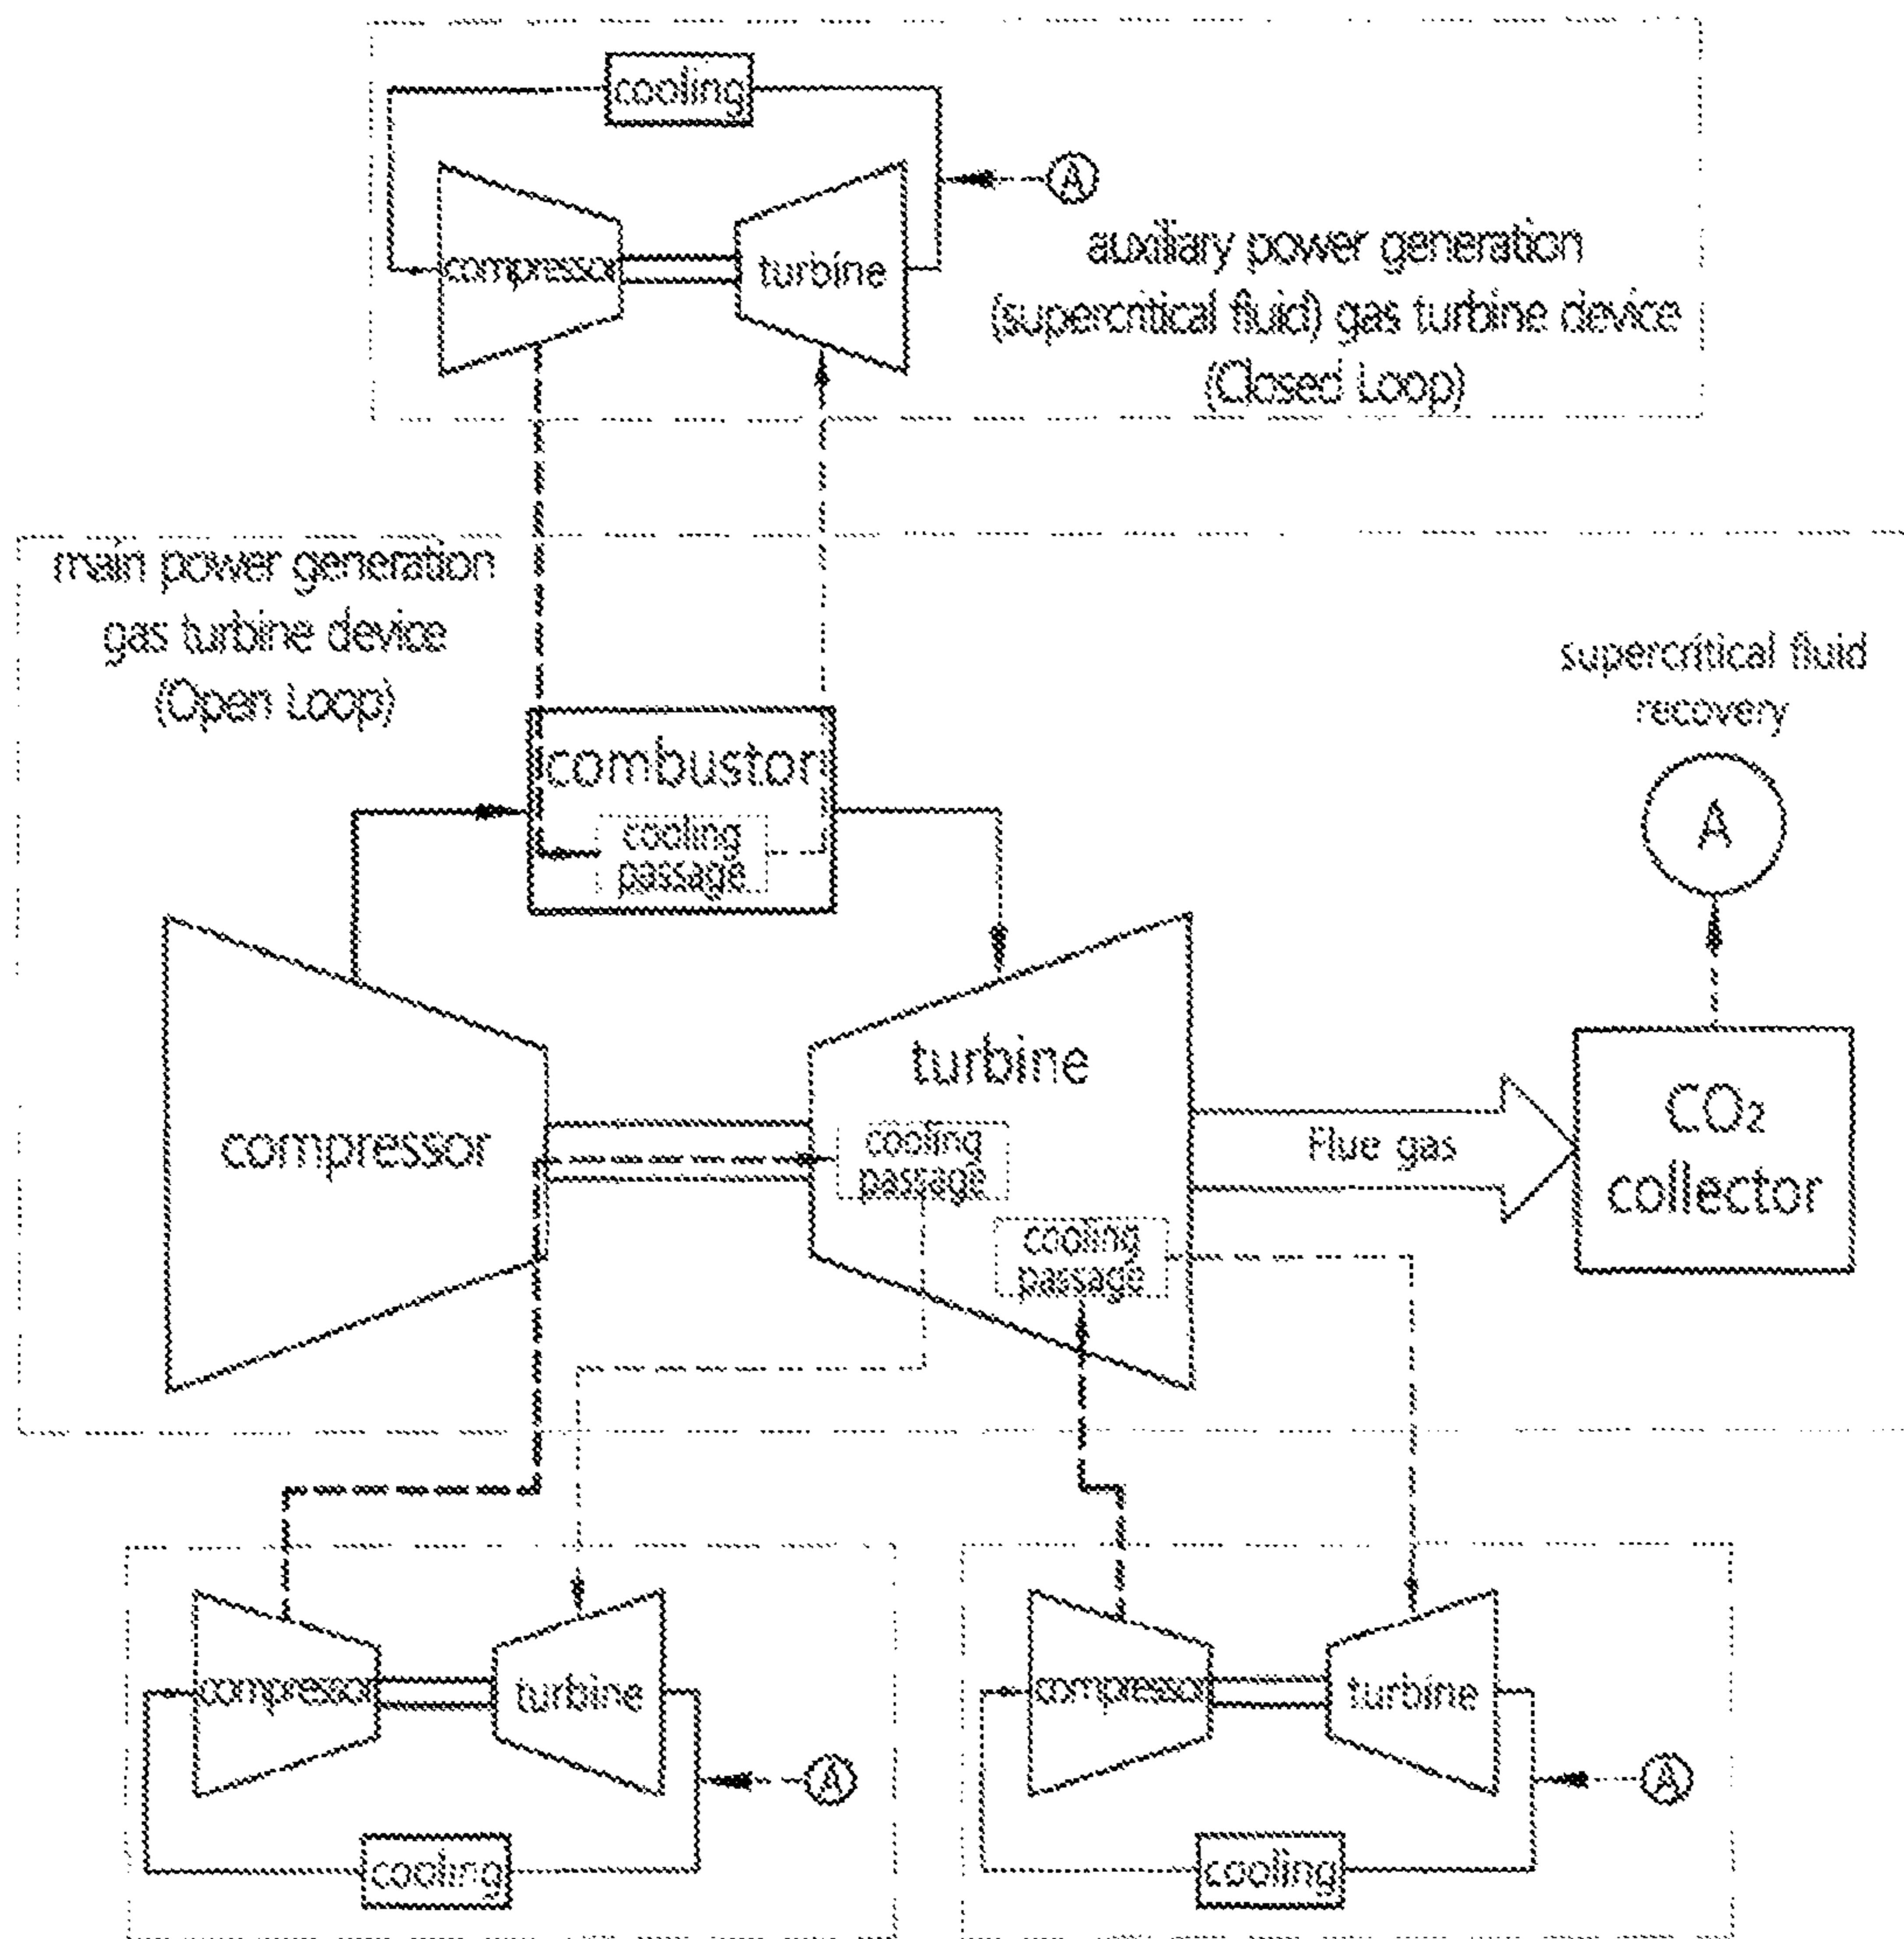 cooling
A
compressor
turbine
auxiliary power generation
(supercritical fluid) gas turbine device
(Closed Loop)
main power generation
gas turbine device
(Open Loop)
supercritical fluid
recovery
combustor
cooling
passage
A
turbine
compressor
cooling
passage
Flue gas
CO₂
collector
cooling
passage
compressor
turbine
A
cooling
compressor
turbine
A
cooling